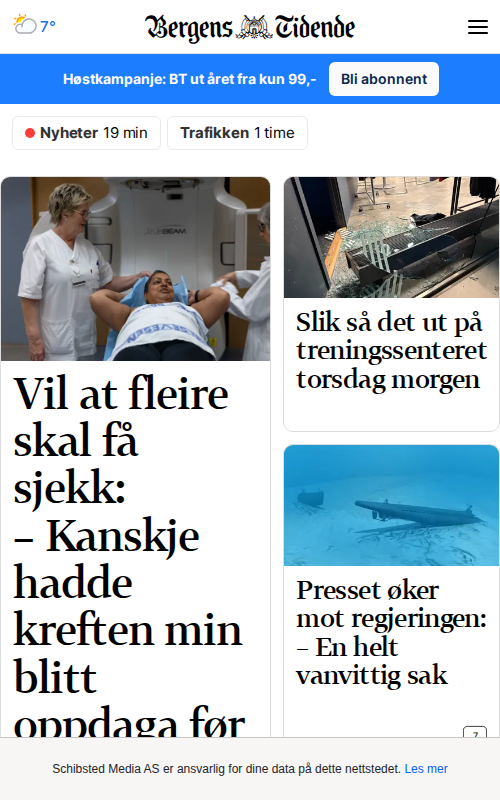 7°
Bergens Tidende
Høstkampanje: BT ut året fra kun 99,-
Bli abonnent
Nyheter 19 min
Trafikken 1 time
Vil at fleire
skal få
sjekk:
– Kanskje
hadde
kreften min
blitt
oppdaga før
Slik så det ut på
treningssenteret
torsdag morgen
Presset øker
mot regjeringen:
– En helt
vanvittig sak
7
Schibsted Media AS er ansvarlig for dine data på dette nettstedet. Les mer